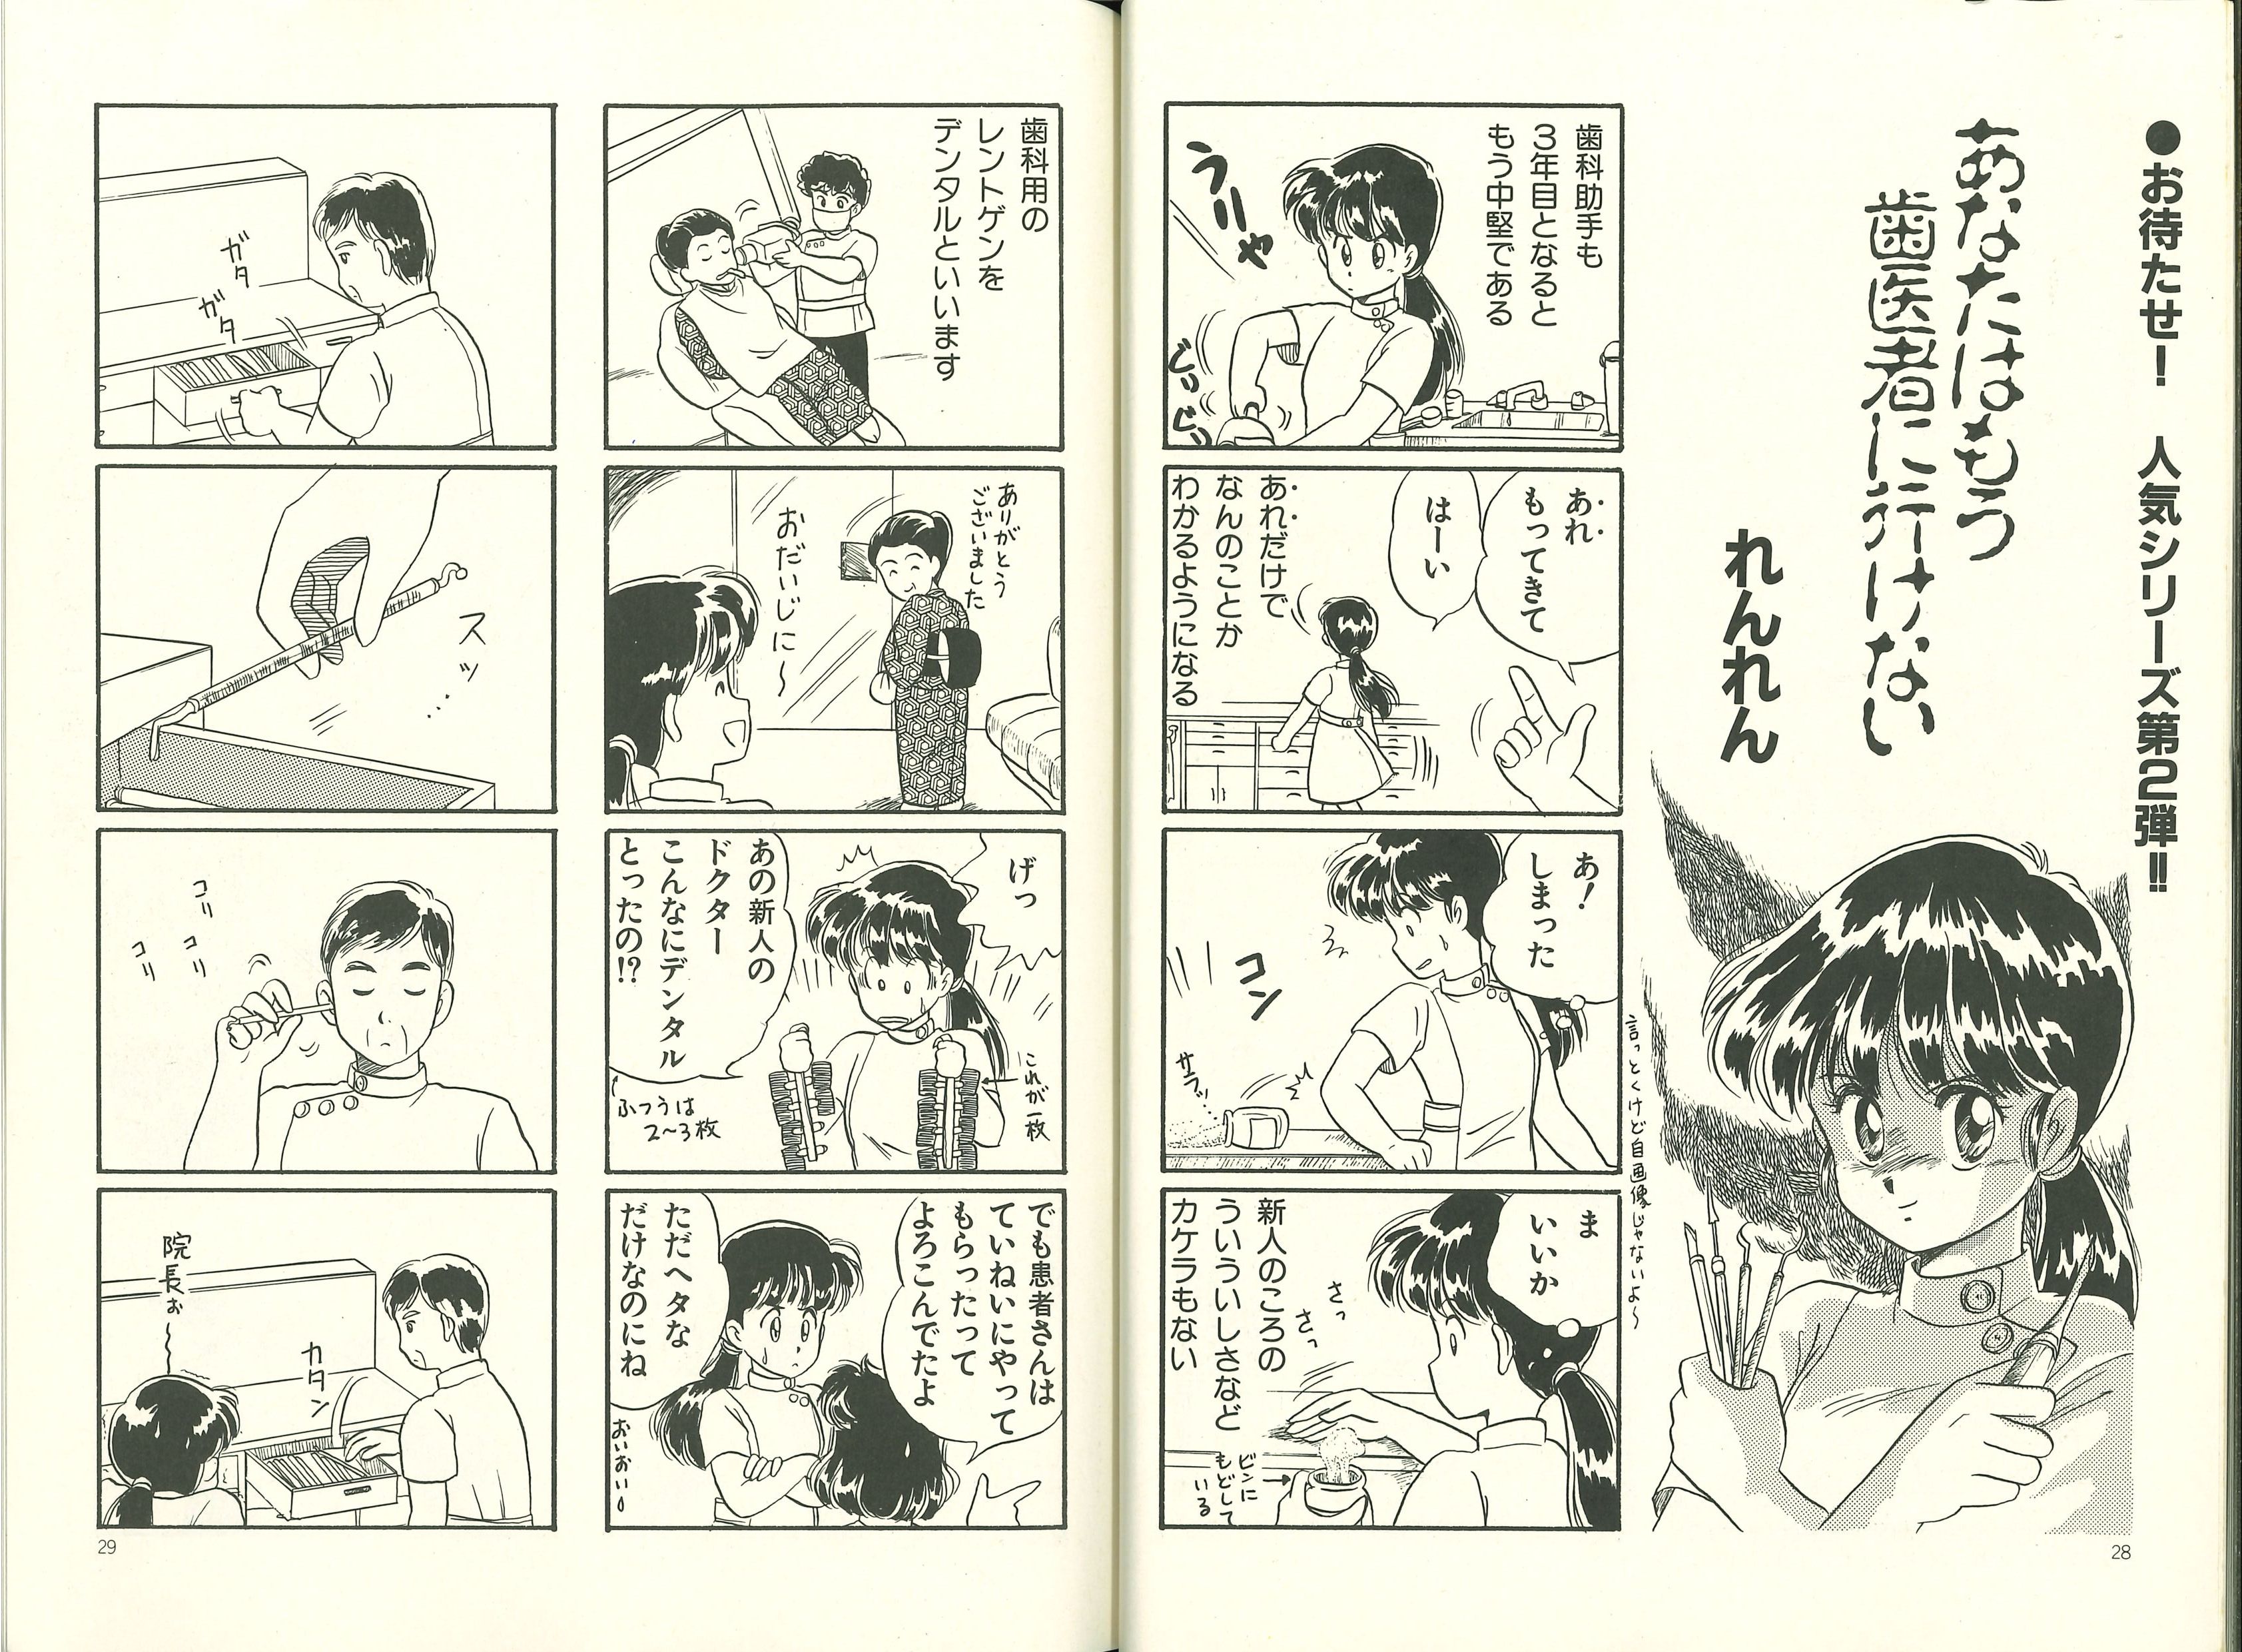 ●お待たせ！　人気シリーズ第2弾!!
あなたはもう
歯医者に行けない
れんれん
言っとくけど自画像じゃないよ〜
歯科助手も
3年目となると
もう中堅である
うりゃ
ごり
ごり
あれ
もってきて
はーい
あれだけで
なんのことか
わかるようになる
あ！
しまった
コン
サラッ…
ま
いいか
さっ
さっ
新人のころの
ういういしさなど
カケラもない
ビンに
もどして
いる
28
歯科用の
レントゲンを
デンタルといいます
ありがとう
ございました
おだいじに〜
げっ
これが一枚
あの新人の
ドクター
こんなにデンタル
とったの!?
ふつうは
2〜3枚
でも患者さんは
ていねいにやって
もらったって
よろこんでたよ
ただヘタな
だけなのにね
おいおい
ガタ
ガタ
スッ…
コリ
コリ
コリ
カタン
院長ぉ〜
29